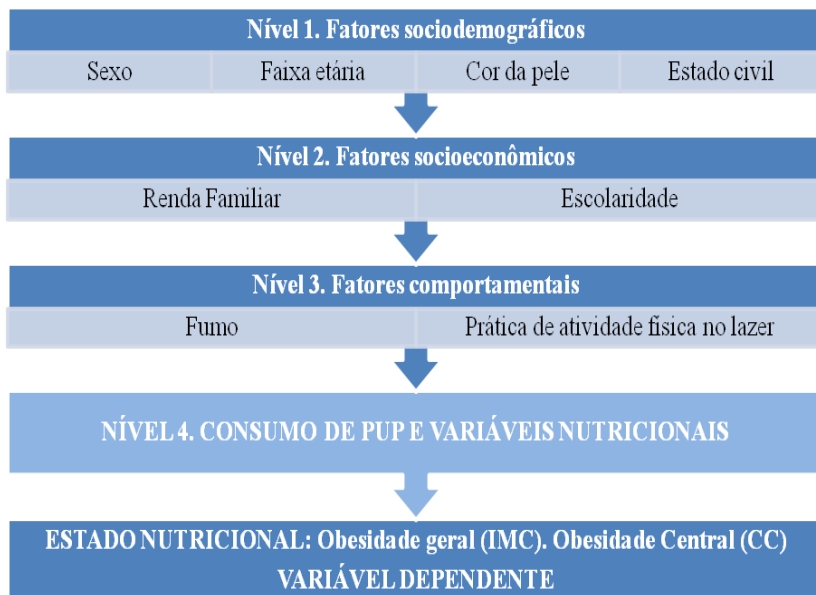 Nível 1. Fatores sociodemográficos
Sexo Faixa etária Cor da pele Estado civil
Nível 2. Fatores socioeconômicos
Renda Familiar Escolaridade
Nível 3. Fatores comportamentais
Fumo Prática de atividade física no lazer
NÍVEL 4. CONSUMO DE PUP E VARIÁVEIS NUTRICIONAIS
ESTADO NUTRICIONAL: Obesidade geral (IMC). Obesidade Central (CC)
VARIÁVEL DEPENDENTE